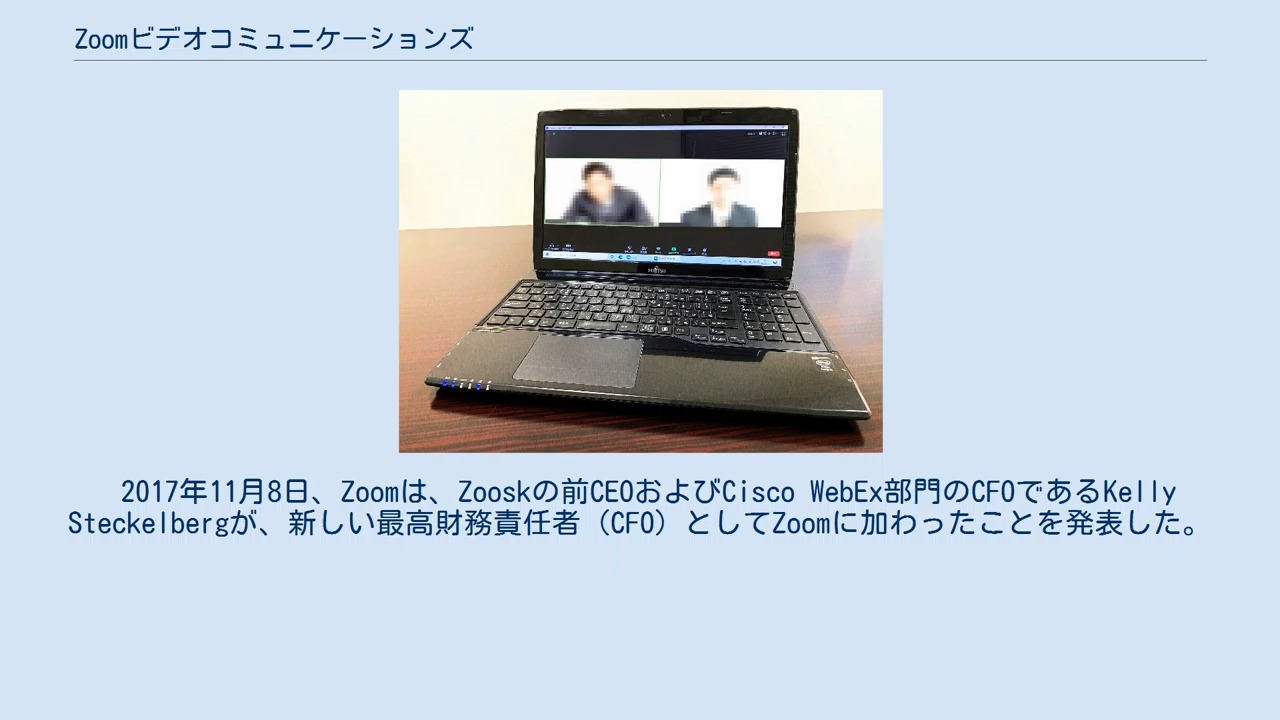 Zoomビデオコミュニケーションズ
FUJITSU
2017年11月8日、Zoomは、Zooskの前CEOおよびCisco WebEx部門のCFOであるKelly
Steckelbergが、新しい最高財務責任者（CFO）としてZoomに加わったことを発表した。